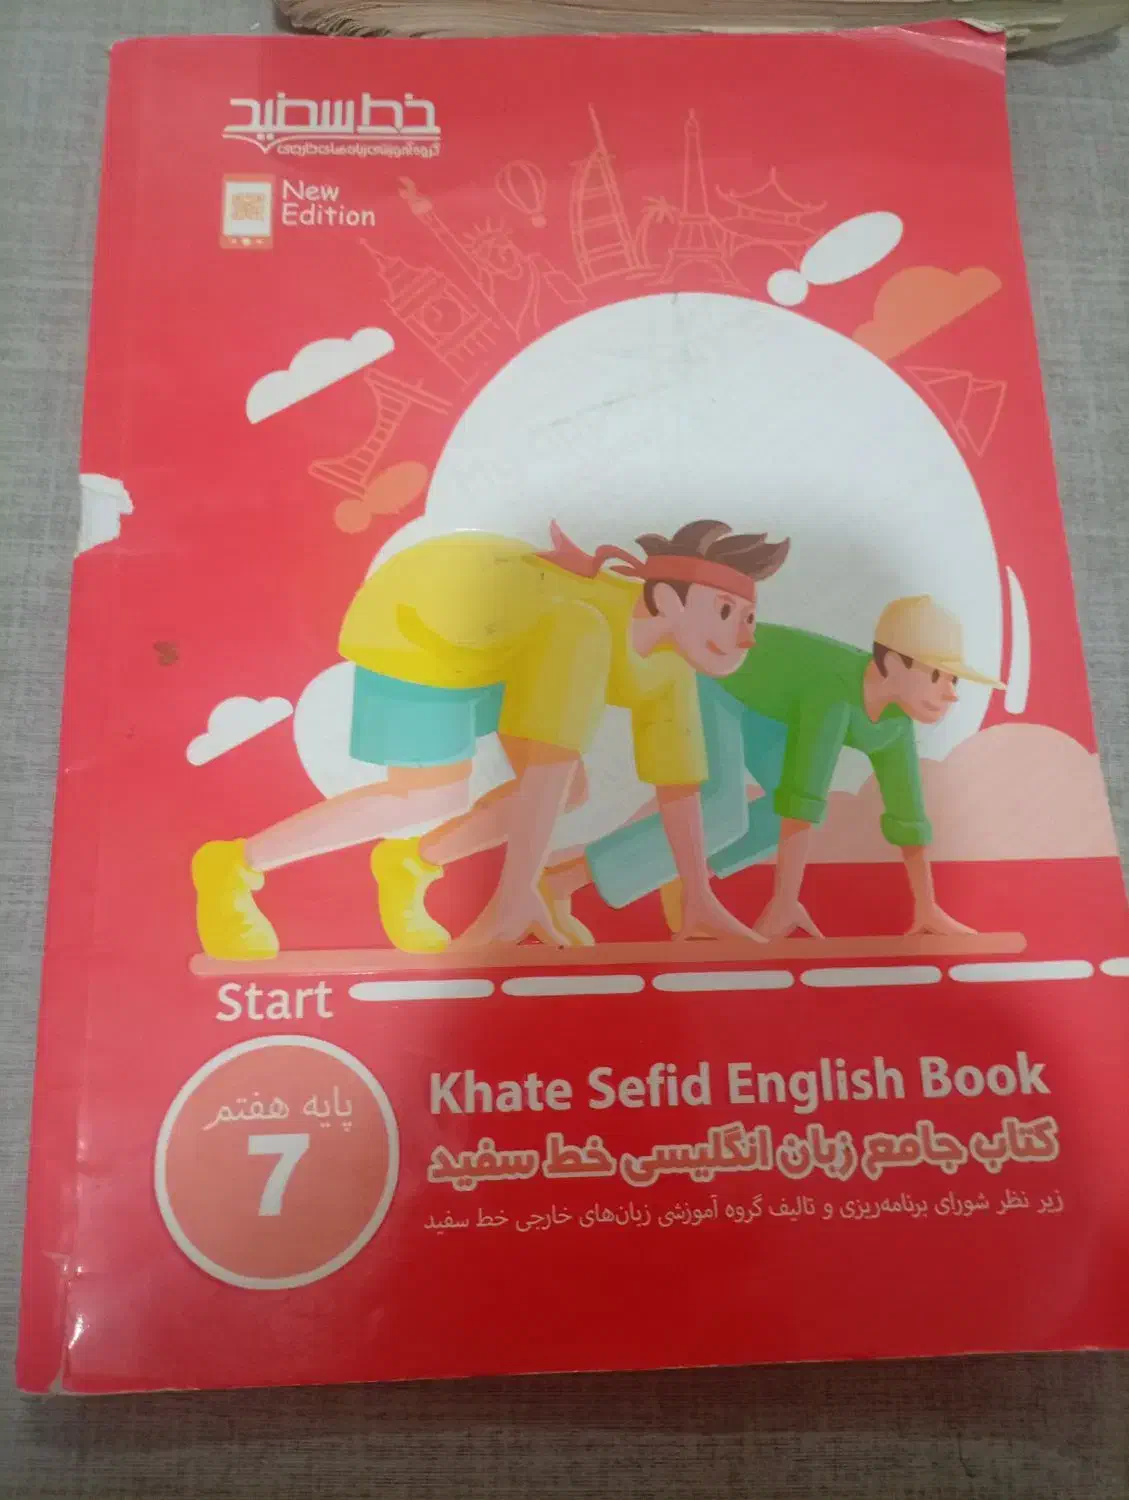 خط سفید
گروه آموزشی زبان‌های خارجی
New
Edition
Start
پایه هفتم
7
Khate Sefid English Book
کتاب جامع زبان انگلیسی خط سفید
زیر نظر شورای برنامه‌ریزی و تالیف گروه آموزشی زبان‌های خارجی خط سفید